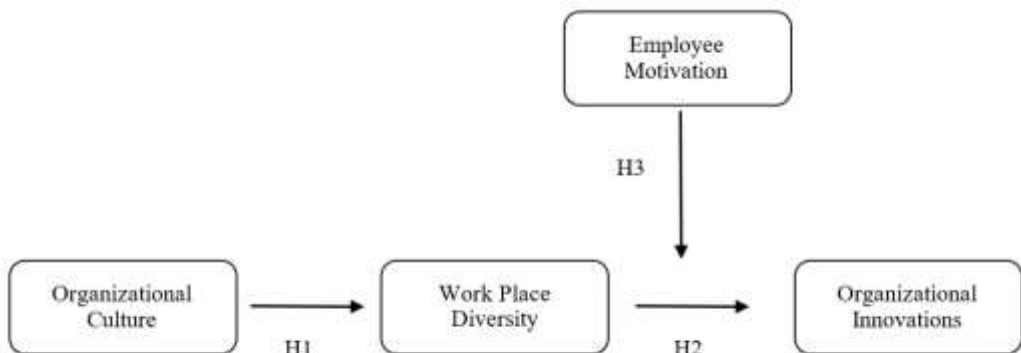 Employee
Motivation
H3
Organizational
Culture
Work Place
Diversity
Organizational
Innovations
H1
H2